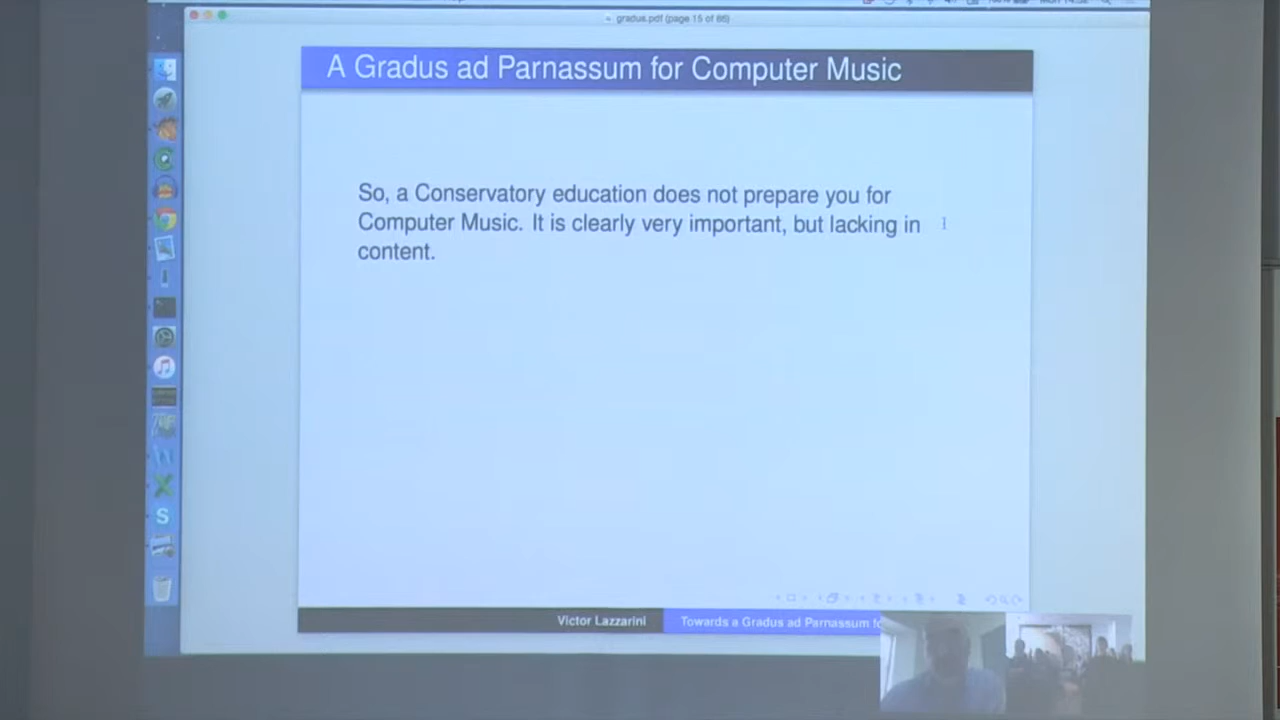 gradus.pdf (page 15 of 86)
A Gradus ad Parnassum for Computer Music
So, a Conservatory education does not prepare you for
Computer Music. It is clearly very important, but lacking in
content.
S
Victor Lazzarini
Towards a Gradus ad Parnassum